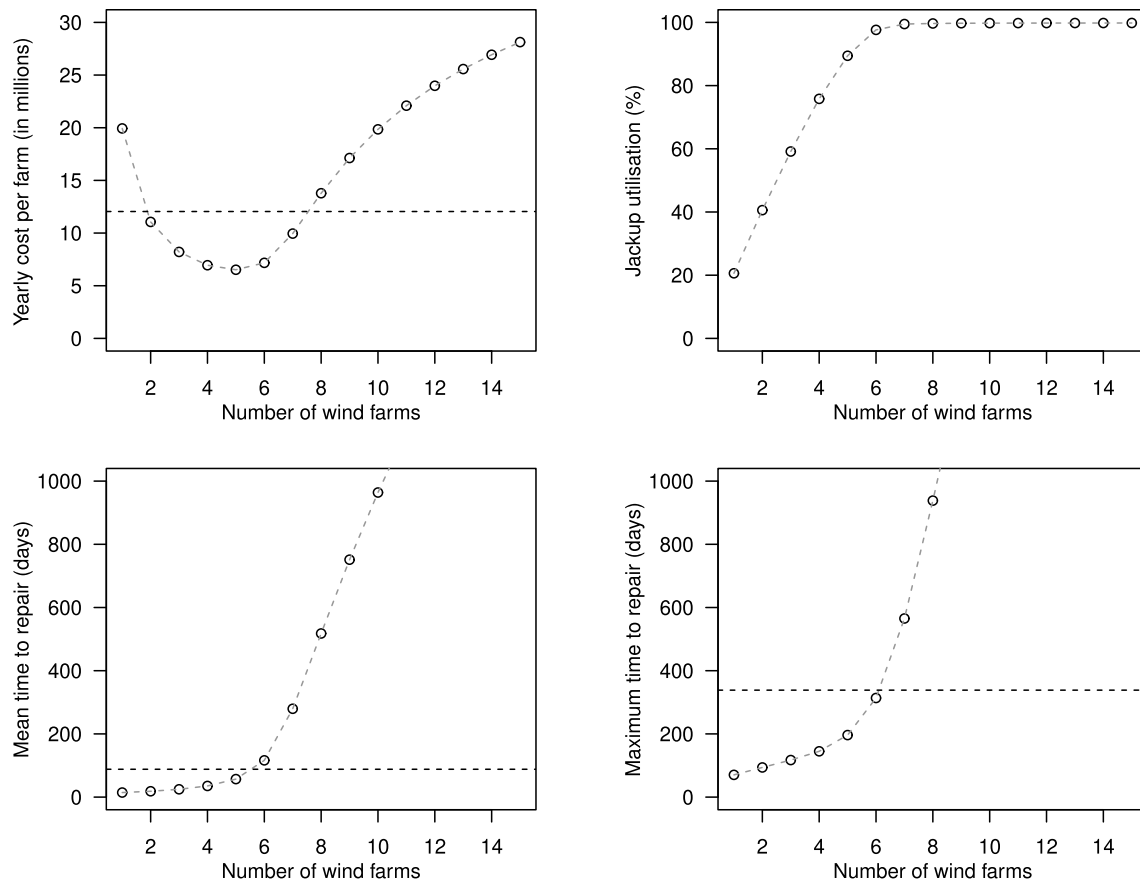 Yearly cost per farm (in millions)
30
25
20
15
10
5
0
2 4 6 8 10 12 14
Number of wind farms
Jackup utilisation (%)
100
80
60
40
20
0
2 4 6 8 10 12 14
Number of wind farms
Mean time to repair (days)
1000
800
600
400
200
0
2 4 6 8 10 12 14
Number of wind farms
Maximum time to repair (days)
1000
800
600
400
200
0
2 4 6 8 10 12 14
Number of wind farms